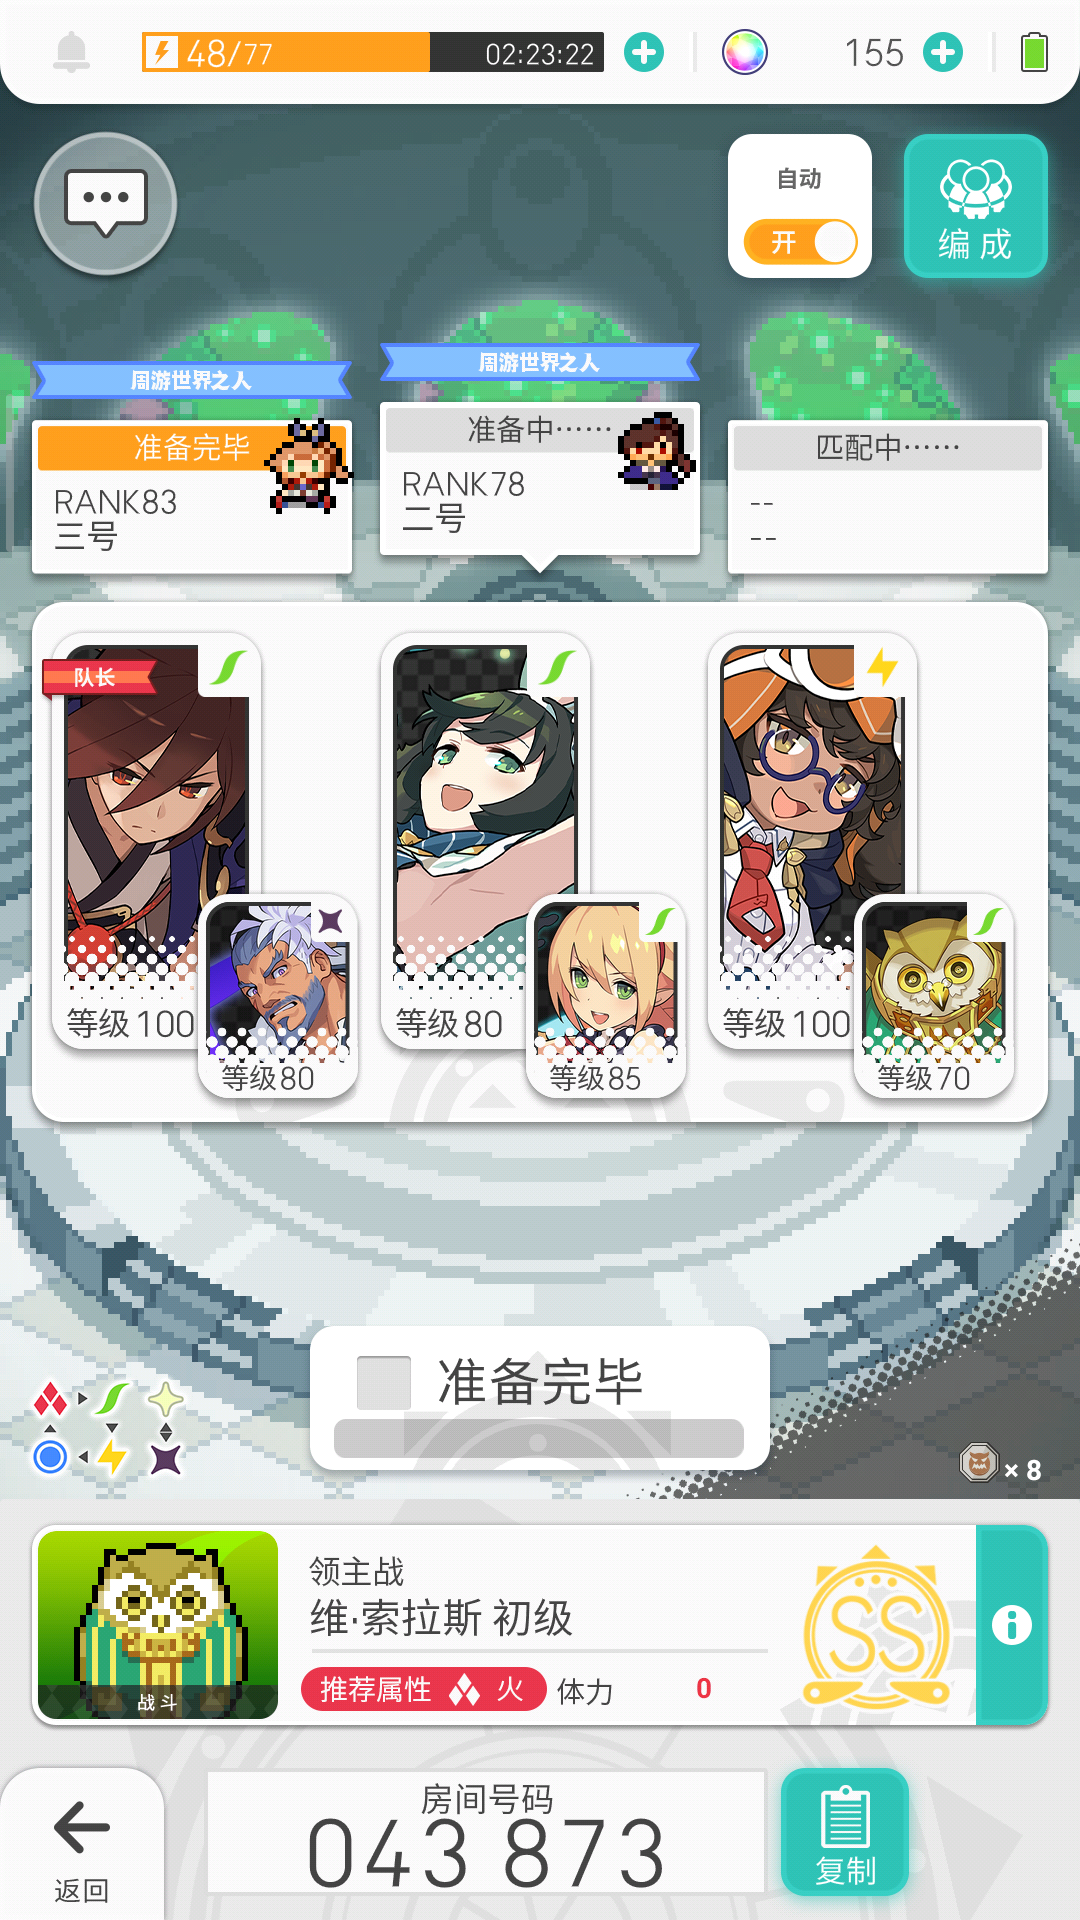 48/77
02:23:22
155
自动
开
编成
周游世界之人
周游世界之人
准备完毕
准备中……
匹配中……
RANK83
三号
RANK78
二号
--
--
队长
等级100
等级80
等级80
等级85
等级100
等级70
准备完毕
×8
领主战
维·索拉斯 初级
推荐属性 火
体力
0
SS
战斗
房间号码
043 873
返回
复制